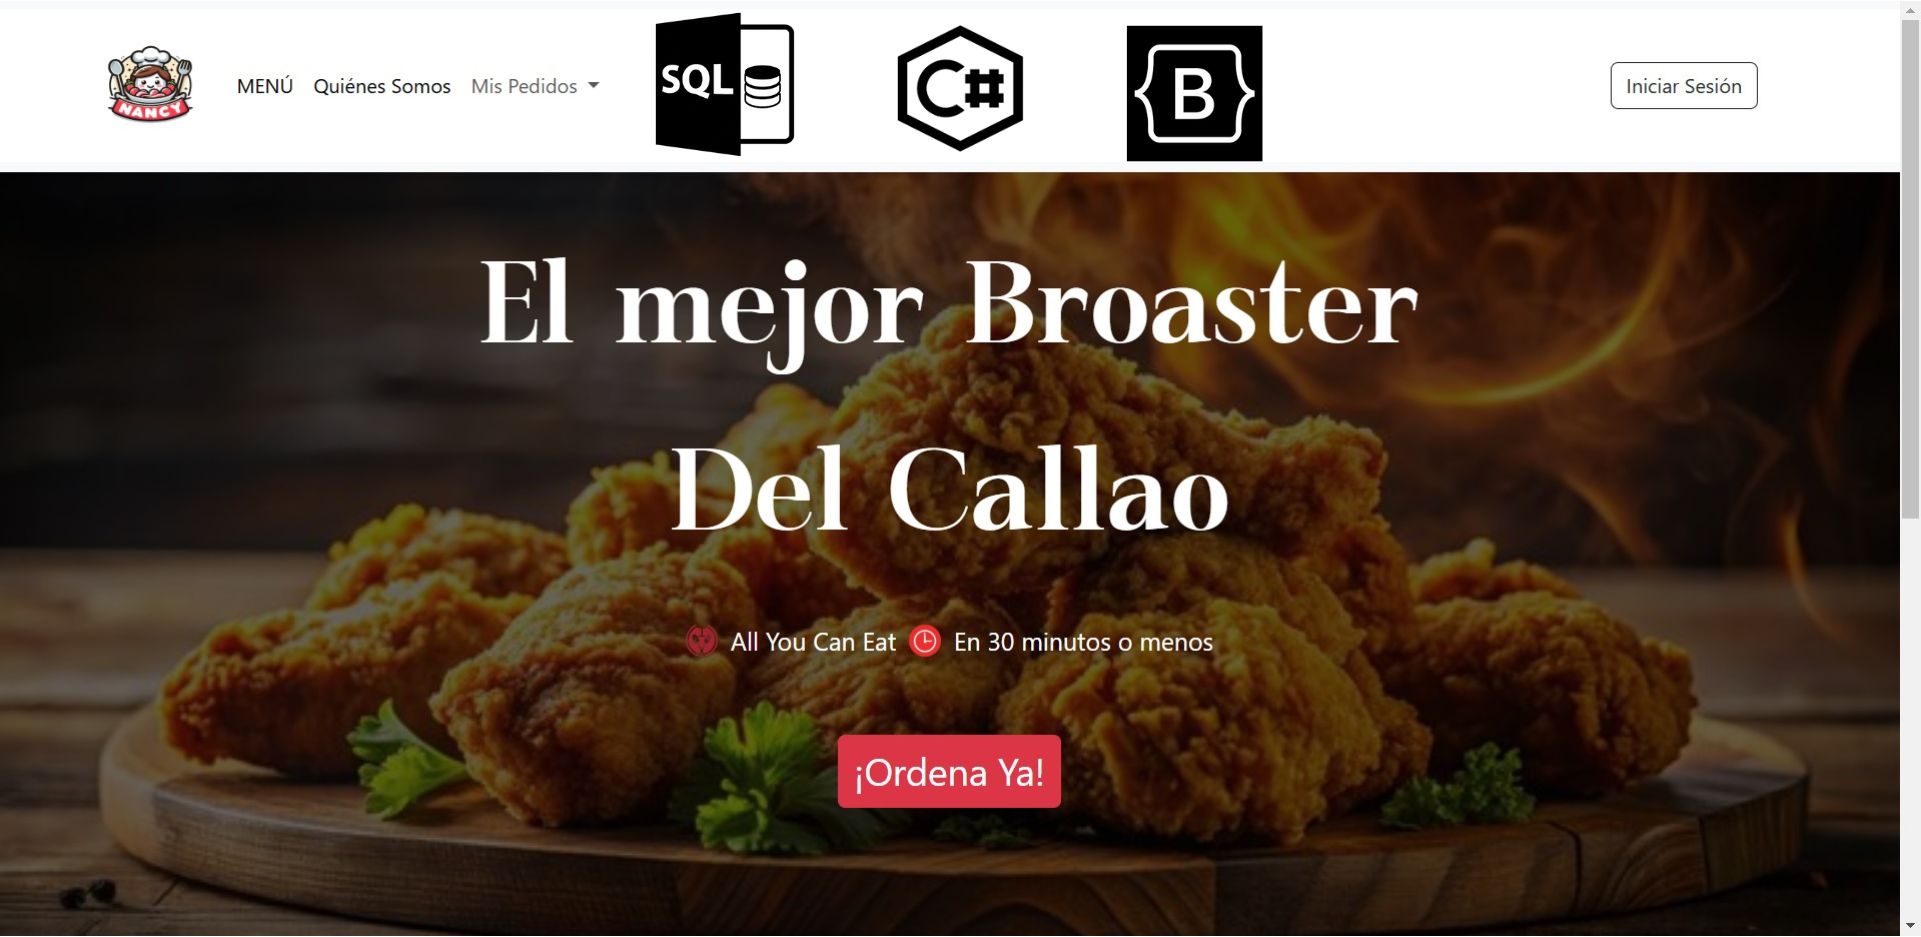 NANCY
MENÚ
Quiénes Somos
Mis Pedidos
SQL
C#
B
Iniciar Sesión
El mejor Broaster
Del Callao
All You Can Eat
En 30 minutos o menos
¡Ordena Ya!